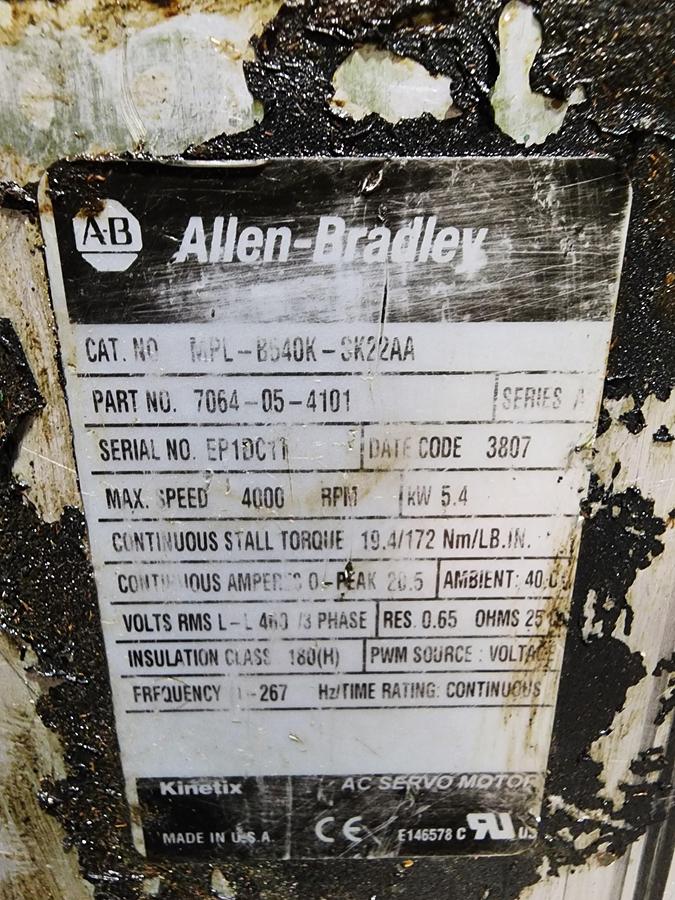 A-B Allen-Bradley
CAT. NO MPL-B540K-SK22AA
PART NO. 7064-05-4101 SERIES A
SERIAL NO. EP1DC11 DATE CODE 3807
MAX. SPEED 4000 RPM kW 5.4
CONTINUOUS STALL TORQUE 19.4/172 Nm/LB.IN.
CONTINUOUS AMPERES 0-PEAK 20.5 AMBIENT: 40
VOLTS RMS L-L 460 /3 PHASE RES. 0.65 OHMS 25
INSULATION CLASS 180(H) PWM SOURCE : VOLTAGE
FREQUENCY -267 Hz/TIME RATING: CONTINUOUS
Kinetix AC SERVO MOTOR
MADE IN U.S.A. CE E146578 C RU US